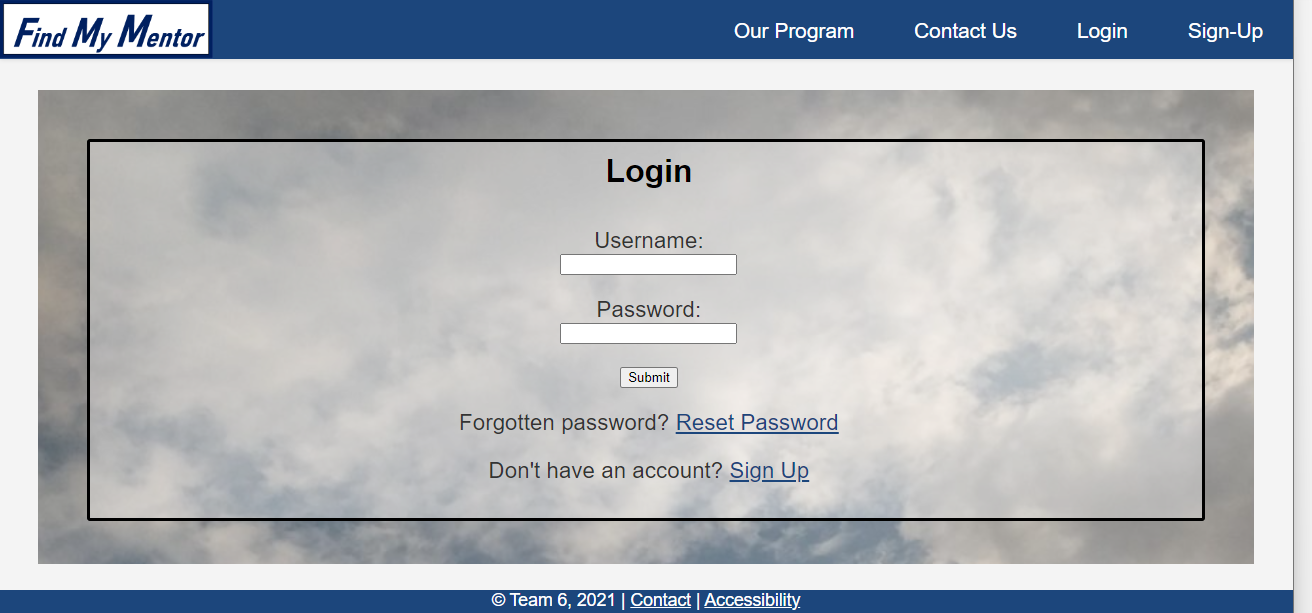 Find My Mentor
Our Program Contact Us Login Sign-Up
Login
Username:
Password:
Submit
Forgotten password? Reset Password
Don't have an account? Sign Up
© Team 6, 2021 | Contact | Accessibility